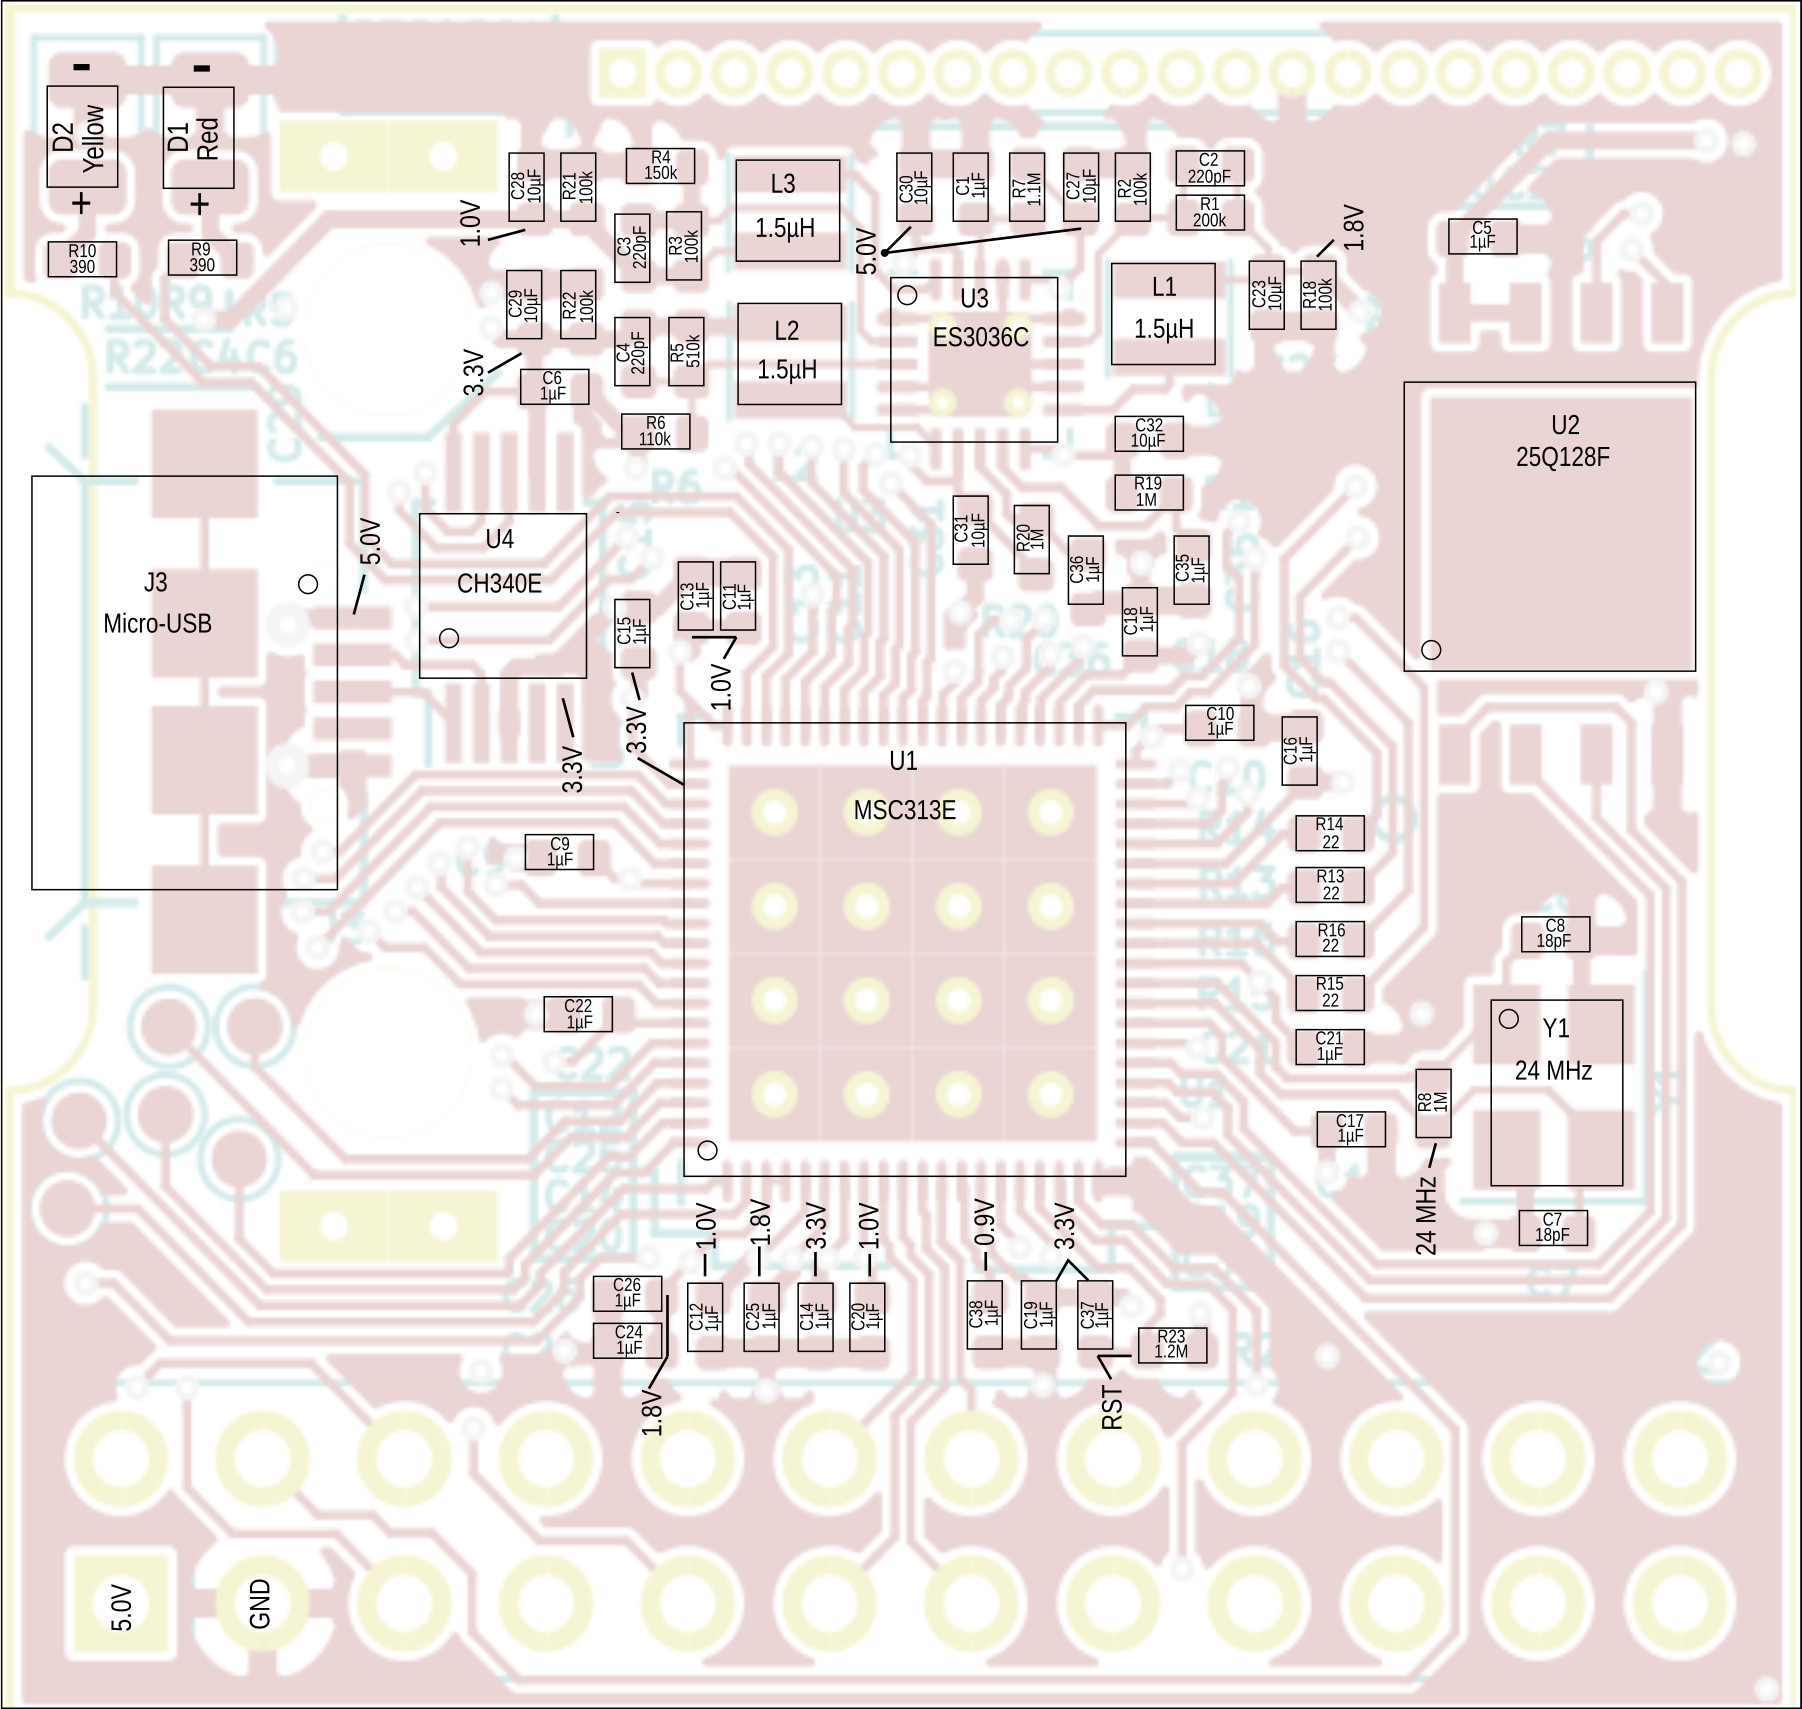 -
-
D2
Yellow
D1
Red
+
+
R10
390
R9
390
1.0V
C28
10µF
R21
100k
R4
150k
C3
220pF
R3
100k
L3
1.5µH
5.0V
C30
10µF
C1
1µF
R7
1.1M
C27
10µF
R2
100k
C2
220pF
R1
200k
1.8V
C23
10µF
R18
100k
C5
1µF
C29
10µF
R22
100k
3.3V
C4
220pF
R5
510k
L2
1.5µH
U3
ES3036C
L1
1.5µH
C6
1µF
R6
110k
C32
10µF
R19
1M
U2
25Q128F
J3
Micro-USB
5.0V
U4
CH340E
C13
1µF
C11
1µF
C15
1µF
C31
10µF
R20
1M
C36
1µF
C35
1µF
C18
1µF
1.0V
3.3V
3.3V
C10
1µF
C16
1µF
U1
MSC313E
C9
1µF
R14
22
R13
22
R16
22
R15
22
C21
1µF
C8
18pF
C22
1µF
Y1
24 MHz
R8
1M
C17
1µF
24 MHz
C7
18pF
1.0V
1.8V
3.3V
1.0V
0.9V
3.3V
C26
1µF
C24
1µF
C12
1µF
C25
1µF
C14
1µF
C20
1µF
C38
1µF
C19
1µF
C37
1µF
R23
1.2M
1.8V
RST
5.0V
GND
R10R9
R22C4C6
R6
C22